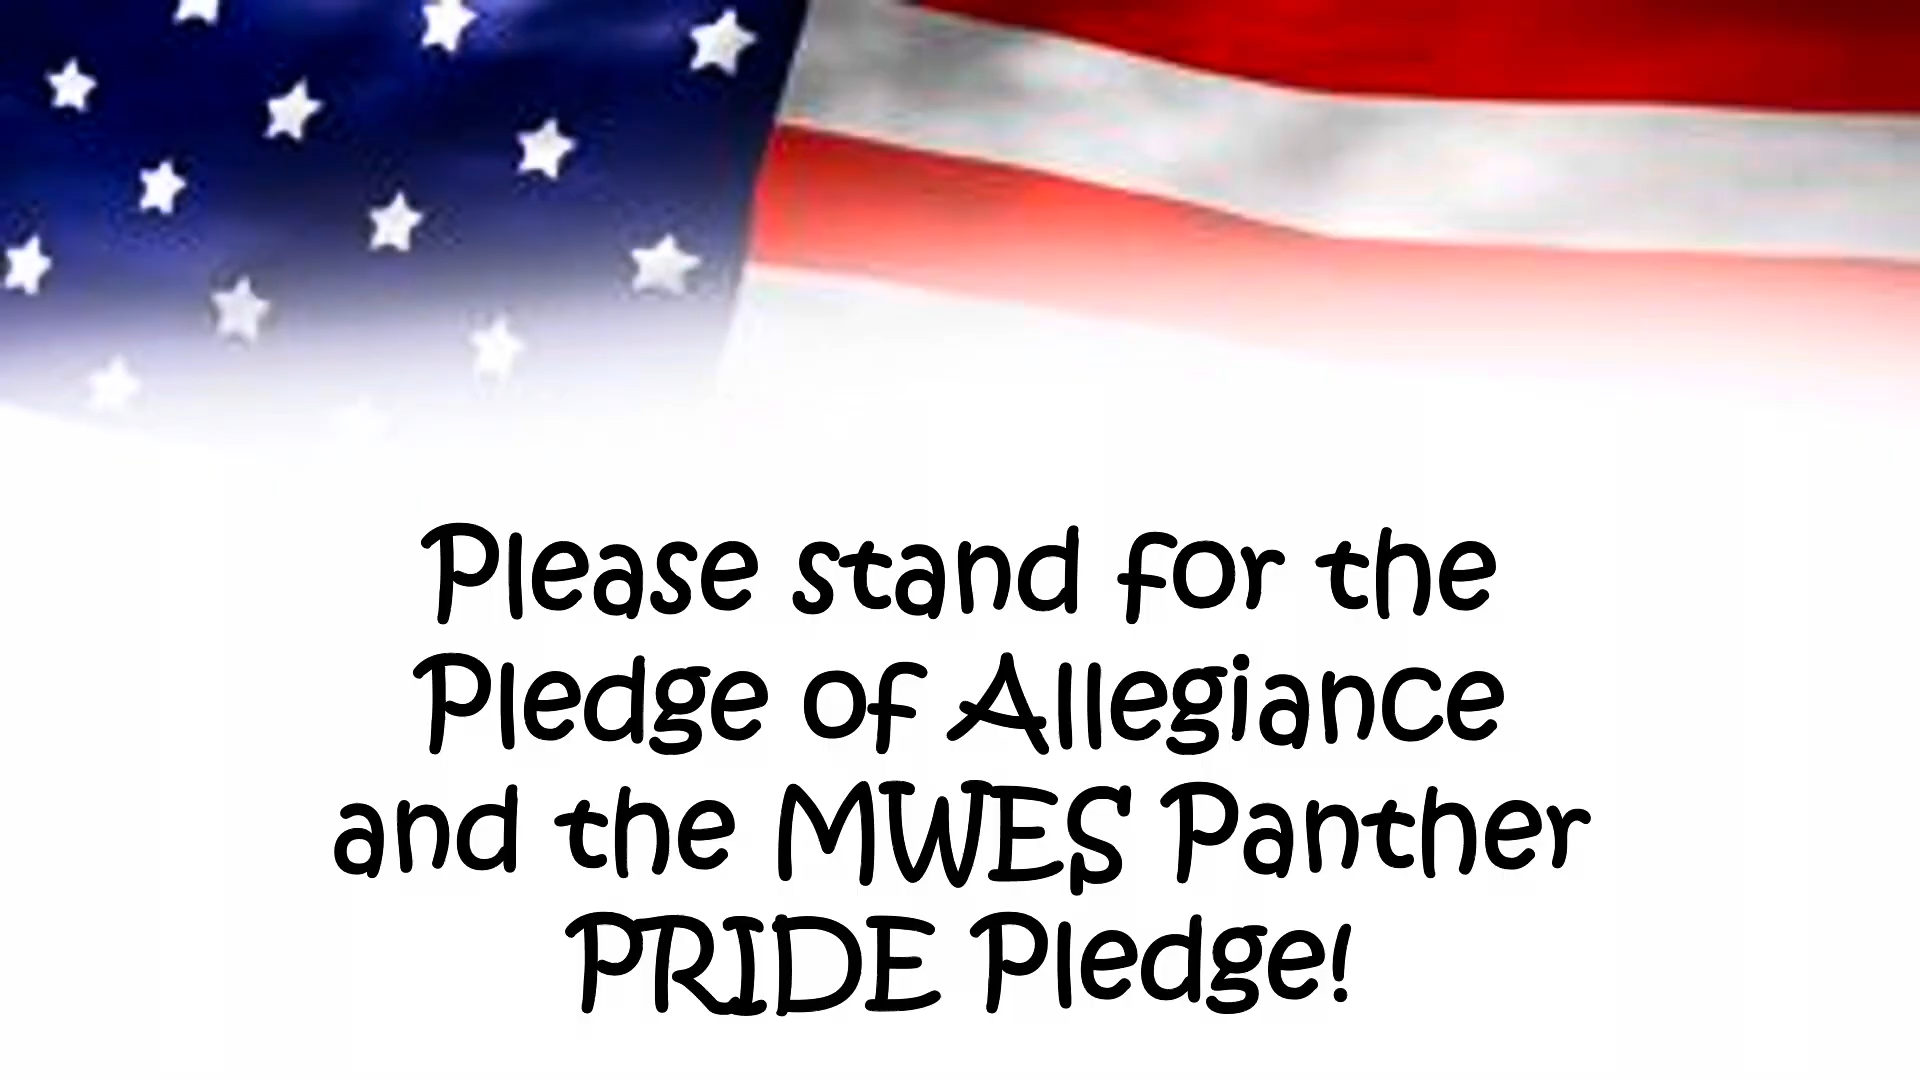 Please stand for the
Pledge of Allegiance
and the MWES Panther
PRIDE Pledge!